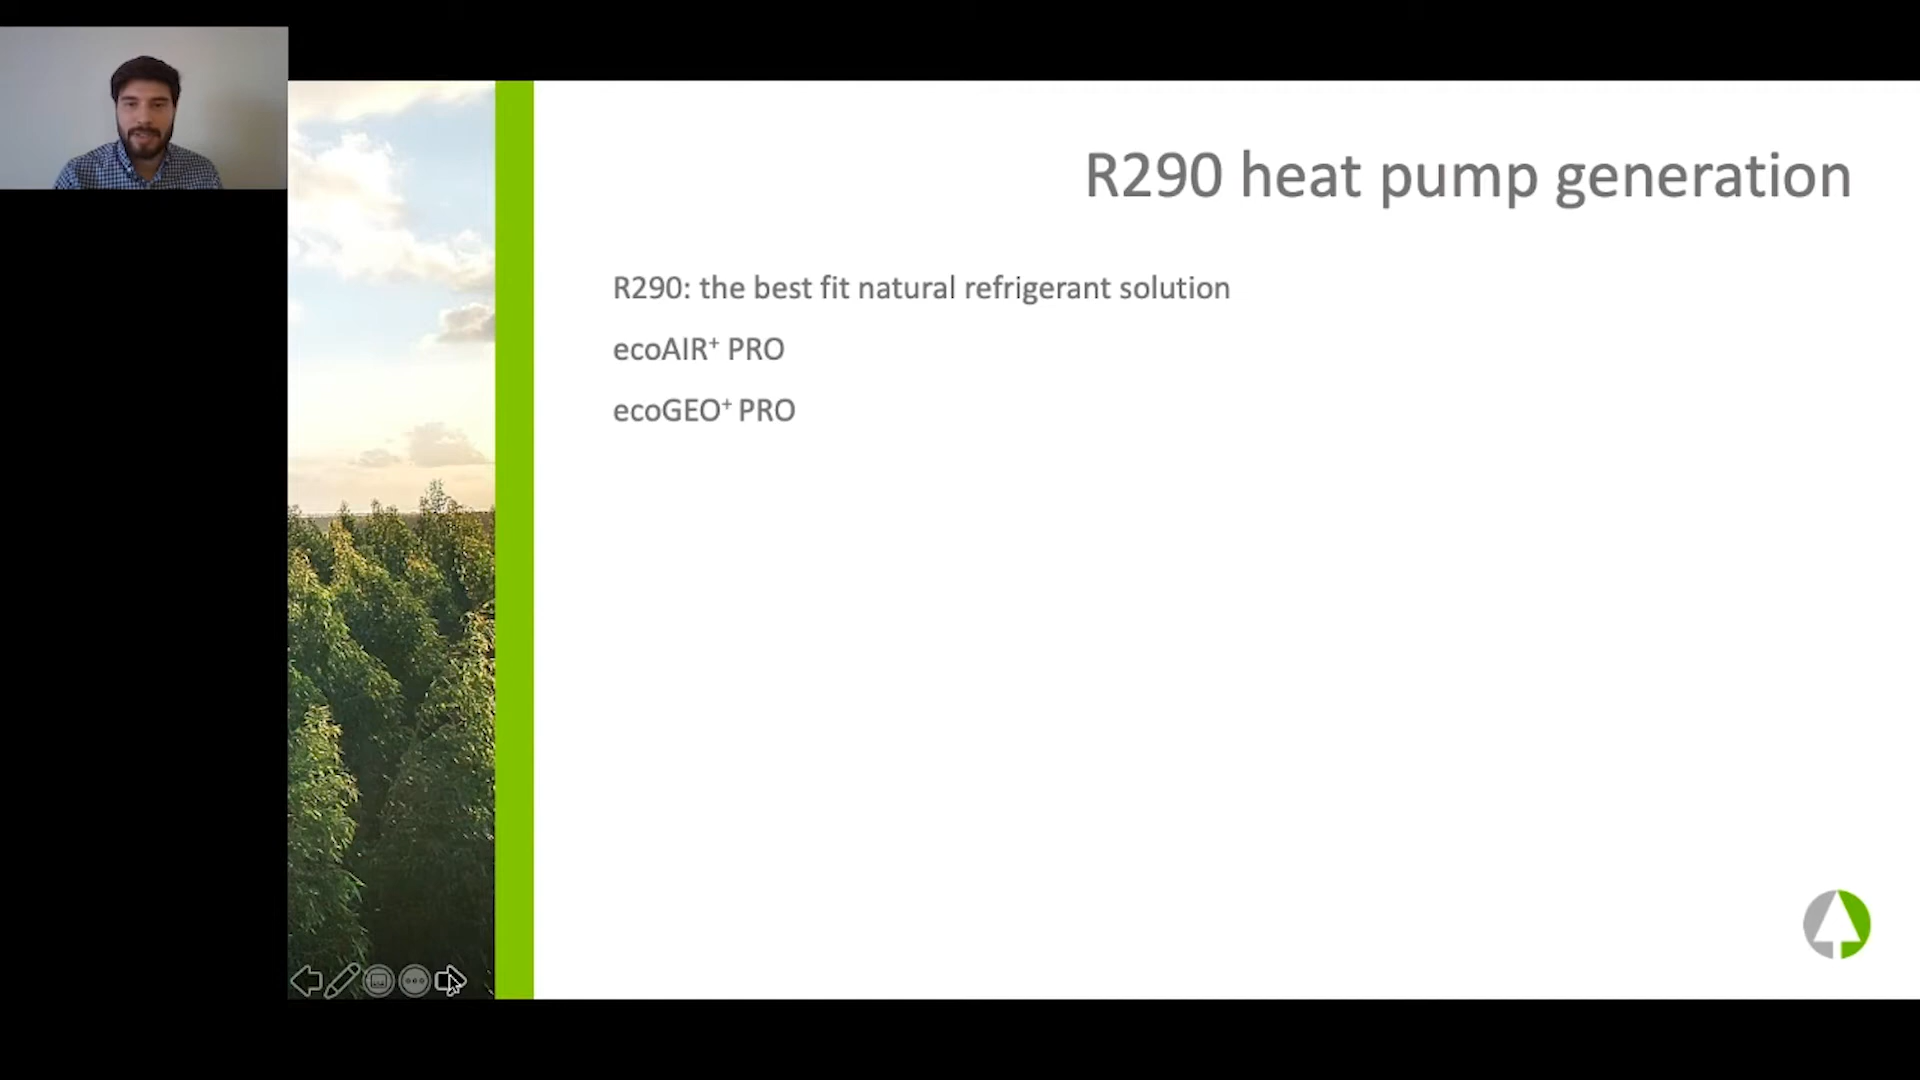 R290 heat pump generation
R290: the best fit natural refrigerant solution
ecoAIR⁺ PRO
ecoGEO⁺ PRO